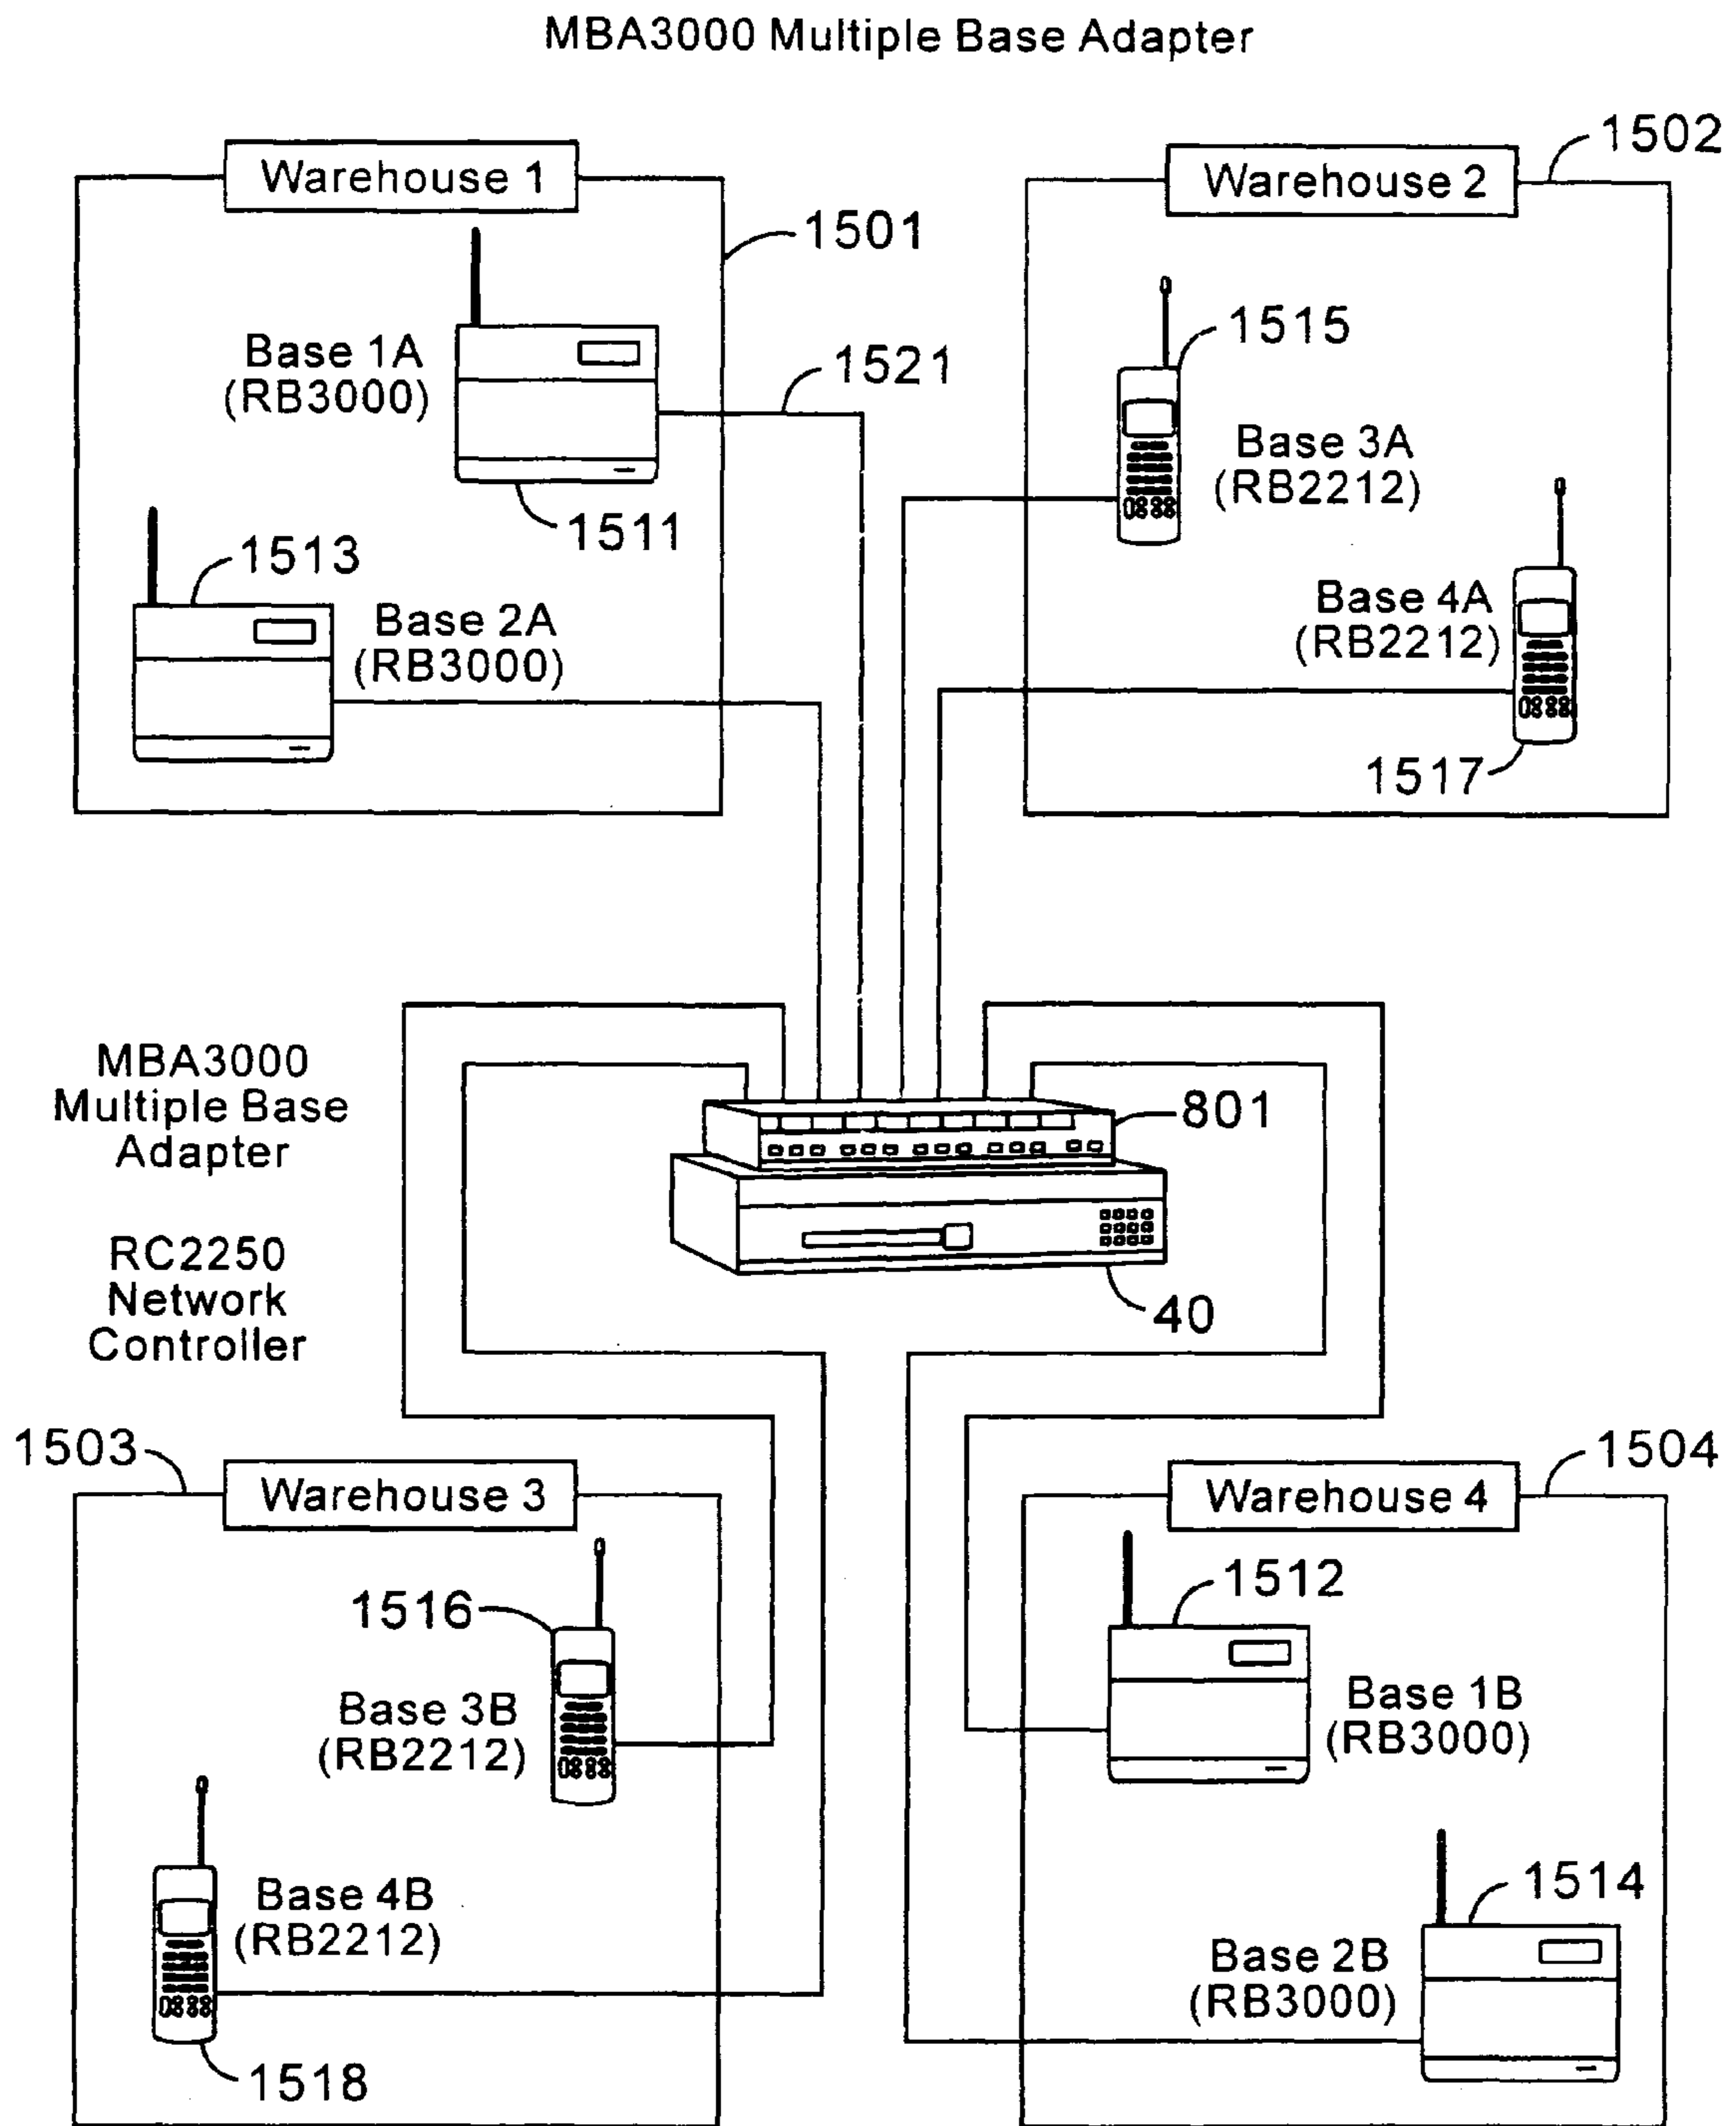 MBA3000 Multiple Base Adapter
Warehouse 1
1501
Base 1A
(RB3000)
1521
1511
1513
Base 2A
(RB3000)
Warehouse 2
1502
1515
Base 3A
(RB2212)
Base 4A
(RB2212)
1517
MBA3000
Multiple Base
Adapter
801
RC2250
Network
Controller
40
1503
Warehouse 3
1516
Base 3B
(RB2212)
Base 4B
(RB2212)
1518
Warehouse 4
1504
1512
Base 1B
(RB3000)
1514
Base 2B
(RB3000)